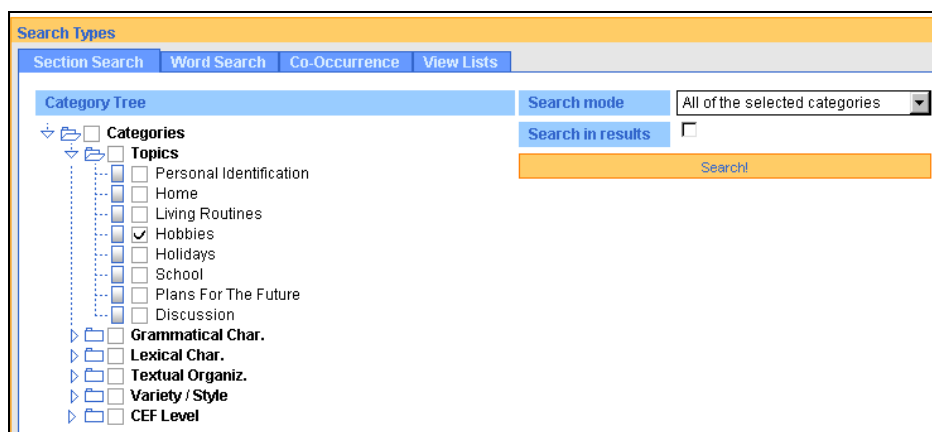 Search Types
Section Search Word Search Co-Occurrence View Lists
Category Tree
Search mode All of the selected categories
Search in results
Search!
Categories
Topics
Personal Identification
Home
Living Routines
Hobbies
Holidays
School
Plans For The Future
Discussion
Grammatical Char.
Lexical Char.
Textual Organiz.
Variety / Style
CEF Level